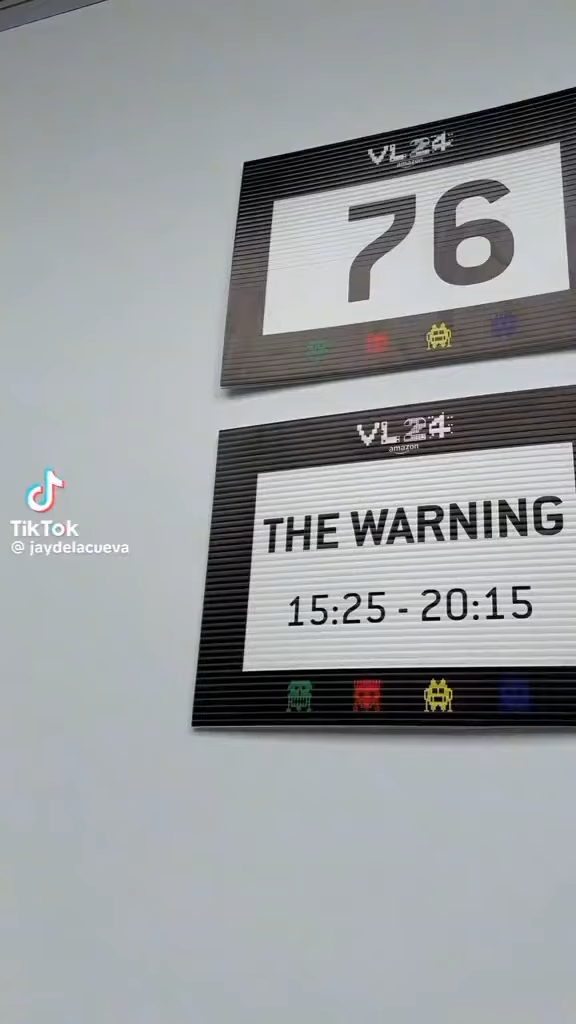 VL24
amazon
76
VL24
amazon
THE WARNING
15:25 - 20:15
TikTok
@ jaydelacueva